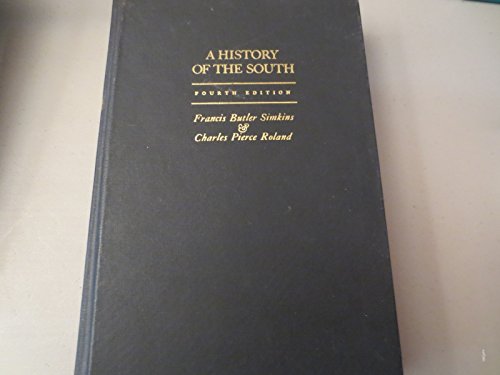 A HISTORY
OF THE SOUTH
FOURTH EDITION
Francis Butler Simkins
&
Charles Pierce Roland